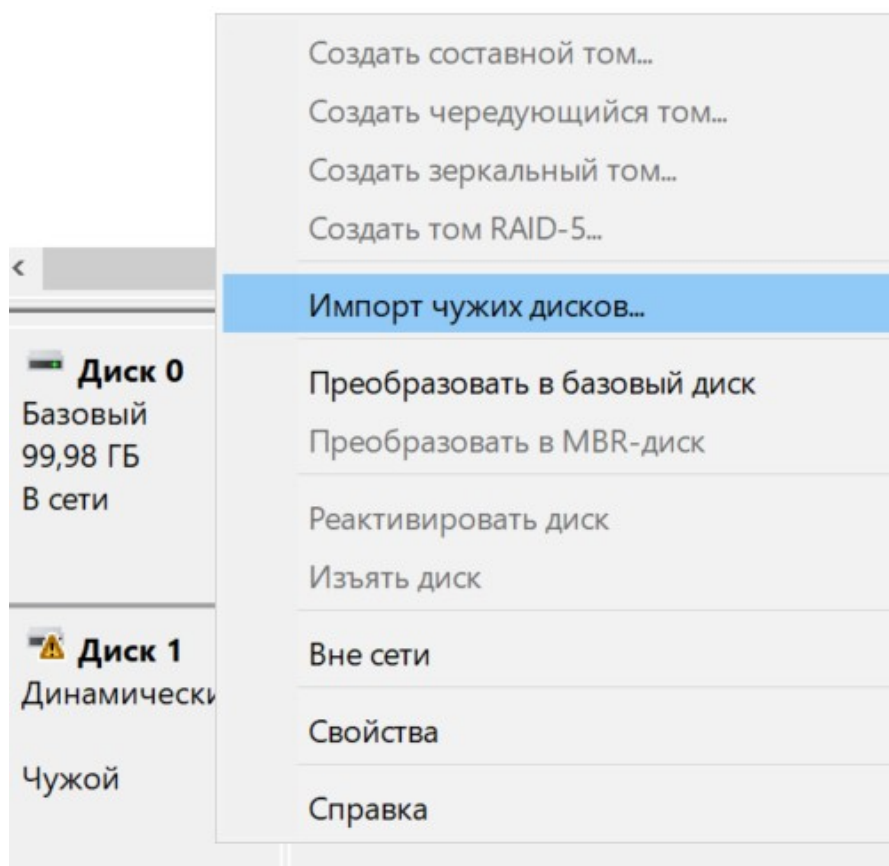 Создать составной том...
Создать чередующийся том...
Создать зеркальный том...
Создать том RAID-5...
Импорт чужих дисков...
Преобразовать в базовый диск
Преобразовать в MBR-диск
Реактивировать диск
Изъять диск
Вне сети
Свойства
Справка
Диск 0
Базовый
99,98 ГБ
В сети
Диск 1
Динамически
Чужой